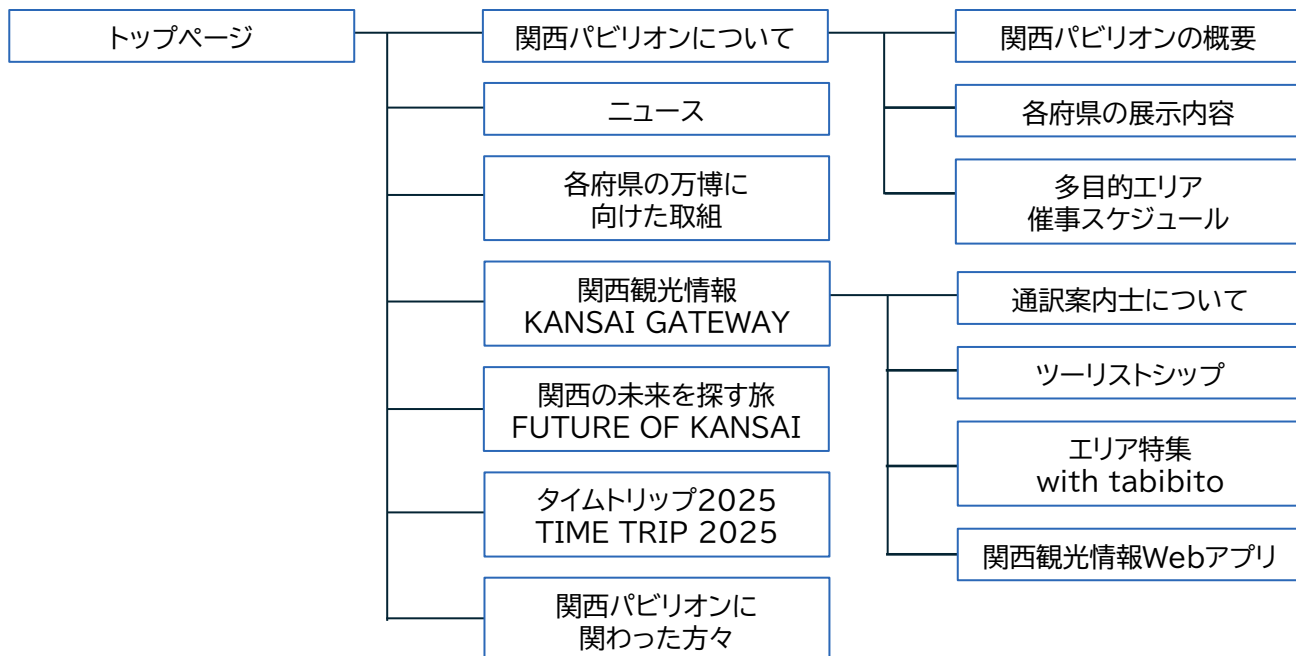 トップページ
関西パビリオンについて
ニュース
各府県の万博に
向けた取組
関西観光情報
KANSAI GATEWAY
関西の未来を探す旅
FUTURE OF KANSAI
タイムトリップ2025
TIME TRIP 2025
関西パビリオンに
関わった方々
関西パビリオンの概要
各府県の展示内容
多目的エリア
催事スケジュール
通訳案内士について
ツーリストシップ
エリア特集
with tabibito
関西観光情報Webアプリ